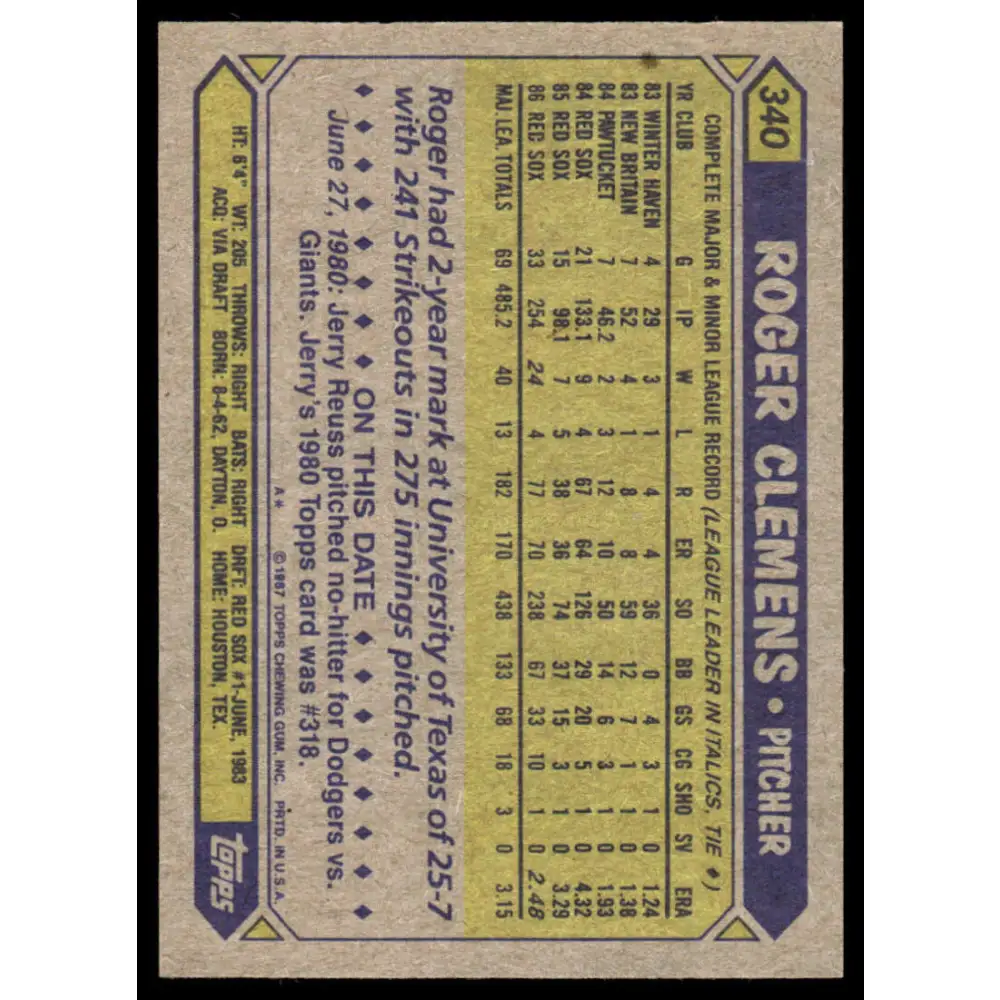 340 ROGER CLEMENS • PITCHER
COMPLETE MAJOR & MINOR LEAGUE RECORD (LEAGUE LEADER IN ITALICS, TIE ♦)
YR CLUB G IP W L R ER SO BB GS CG SHO SV ERA
83 WINTER HAVEN 4 29 3 1 4 4 36 0 4 3 1 0 1.24
83 NEW BRITAIN 7 52 4 1 8 8 59 12 7 1 1 0 1.38
84 PAWTUCKET 7 46.2 2 3 12 10 50 14 6 3 1 0 1.93
84 RED SOX 21 133.1 9 4 67 64 126 29 20 5 1 0 4.32
85 RED SOX 15 98.1 7 5 38 36 74 37 15 3 1 0 3.29
86 RED SOX 33 254 24 4 77 70 238 67 33 10 1 0 2.48
MAJ. LEA. TOTALS 69 485.2 40 13 182 170 438 133 68 18 3 0 3.15
Roger had 2-year mark at University of Texas of 25-7
with 241 Strikeouts in 275 innings pitched.
♦ ♦ ♦ ♦ ♦ ♦ ♦ ON THIS DATE ♦ ♦ ♦ ♦ ♦ ♦ ♦
June 27, 1980: Jerry Reuss pitched no-hitter for Dodgers vs.
Giants. Jerry's 1980 Topps card was #318.
A* ©1987 TOPPS CHEWING GUM, INC. PRTD. IN U.S.A.
HT: 6'4" WT: 205 THROWS: RIGHT BATS: RIGHT DRFT: RED SOX #1-JUNE, 1983
ACQ: VIA DRAFT BORN: 8-4-62, DAYTON, O. HOME: HOUSTON, TEX.
topps